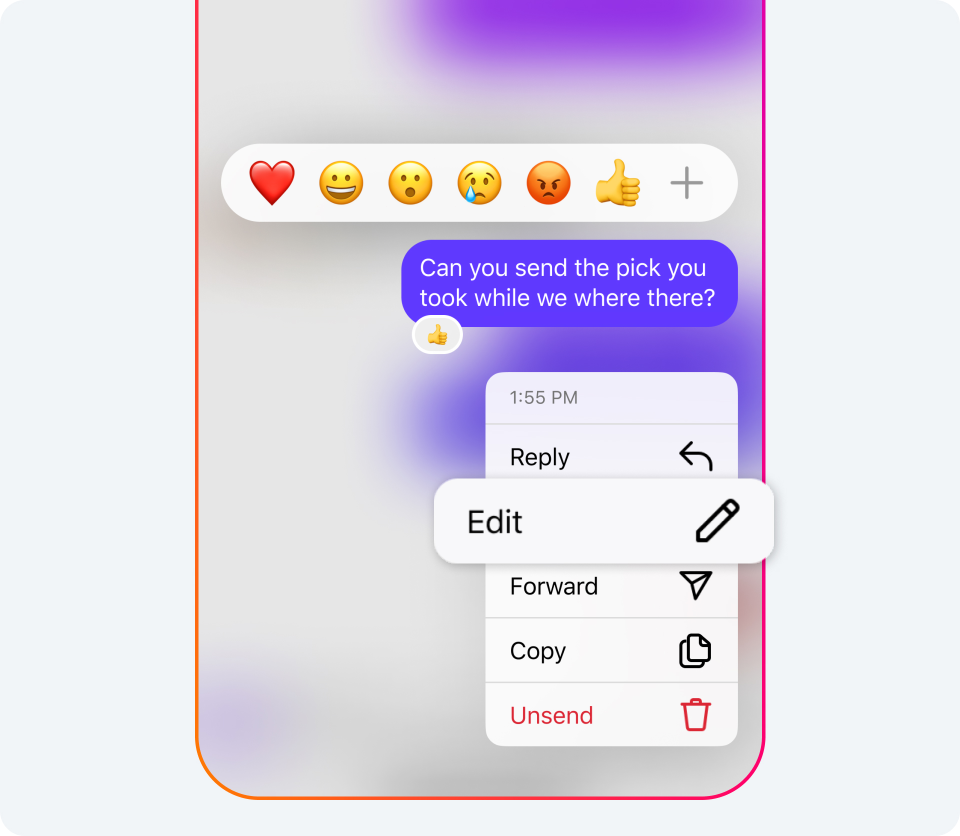 Can you send the pick you
took while we where there?
1:55 PM
Reply
Edit
Forward
Copy
Unsend